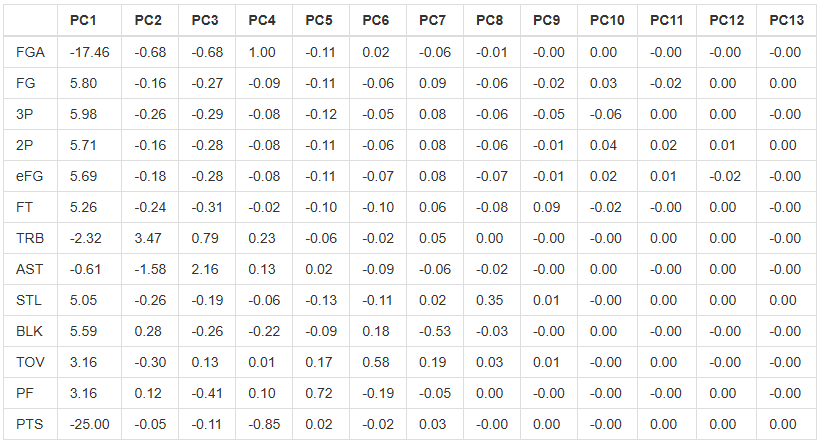 PC1 PC2 PC3 PC4 PC5 PC6 PC7 PC8 PC9 PC10 PC11 PC12 PC13
FGA -17.46 -0.68 -0.68 1.00 -0.11 0.02 -0.06 -0.01 -0.00 0.00 -0.00 -0.00 -0.00
FG 5.80 -0.16 -0.27 -0.09 -0.11 -0.06 0.09 -0.06 -0.02 0.03 -0.02 0.00 0.00
3P 5.98 -0.26 -0.29 -0.08 -0.12 -0.05 0.08 -0.06 -0.05 -0.06 0.00 0.00 -0.00
2P 5.71 -0.16 -0.28 -0.08 -0.11 -0.06 0.08 -0.06 -0.01 0.04 0.02 0.01 0.00
eFG 5.69 -0.18 -0.28 -0.08 -0.11 -0.07 0.08 -0.07 -0.01 0.02 0.01 -0.02 -0.00
FT 5.26 -0.24 -0.31 -0.02 -0.10 -0.10 0.06 -0.08 0.09 -0.02 -0.00 0.00 -0.00
TRB -2.32 3.47 0.79 0.23 -0.06 -0.02 0.05 0.00 -0.00 -0.00 0.00 0.00 -0.00
AST -0.61 -1.58 2.16 0.13 0.02 -0.09 -0.06 -0.02 -0.00 0.00 -0.00 0.00 -0.00
STL 5.05 -0.26 -0.19 -0.06 -0.13 -0.11 0.02 0.35 0.01 -0.00 0.00 0.00 0.00
BLK 5.59 0.28 -0.26 -0.22 -0.09 0.18 -0.53 -0.03 -0.00 0.00 -0.00 -0.00 -0.00
TOV 3.16 -0.30 0.13 0.01 0.17 0.58 0.19 0.03 0.01 -0.00 0.00 -0.00 -0.00
PF 3.16 0.12 -0.41 0.10 0.72 -0.19 -0.05 0.00 -0.00 -0.00 -0.00 0.00 -0.00
PTS -25.00 -0.05 -0.11 -0.85 0.02 -0.02 0.03 -0.00 0.00 -0.00 0.00 0.00 0.00